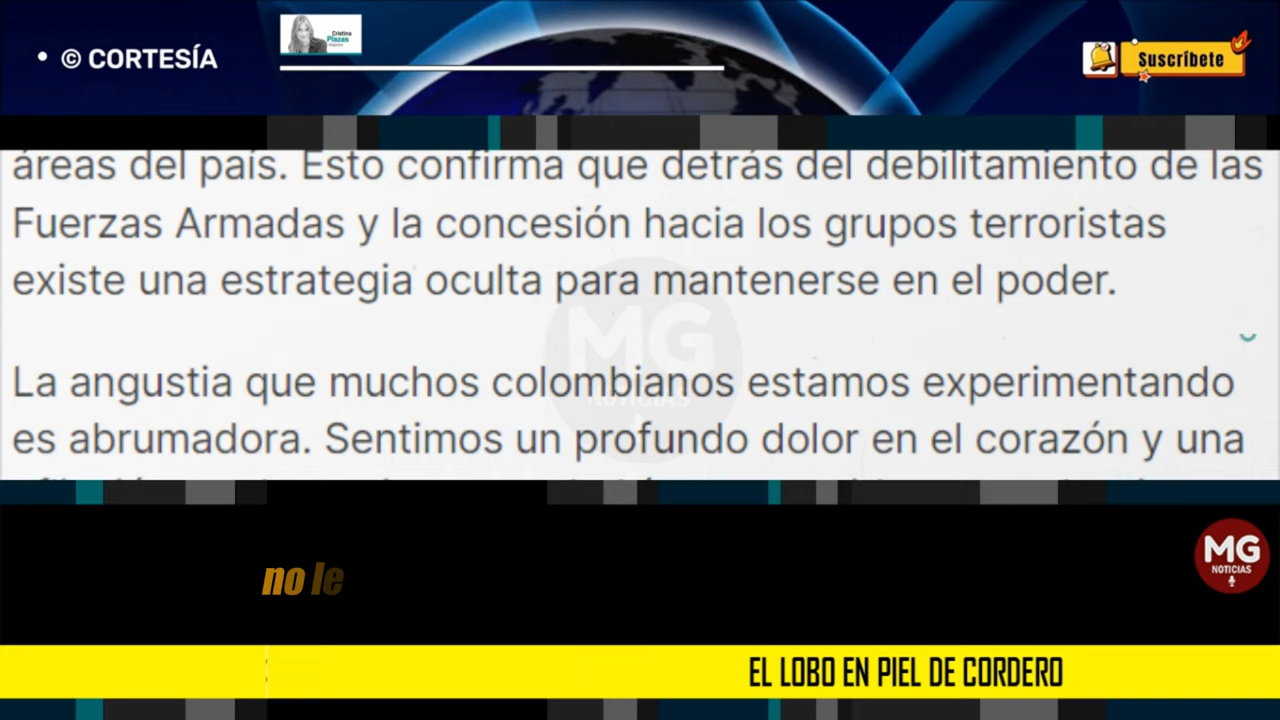 • © CORTESÍA
Cristina
Plazas
Suscríbete
áreas del país. Esto confirma que detrás del debilitamiento de las
Fuerzas Armadas y la concesión hacia los grupos terroristas
existe una estrategia oculta para mantenerse en el poder.
MG
NOTICIAS
La angustia que muchos colombianos estamos experimentando
es abrumadora. Sentimos un profundo dolor en el corazón y una
MG
NOTICIAS
no le
EL LOBO EN PIEL DE CORDERO